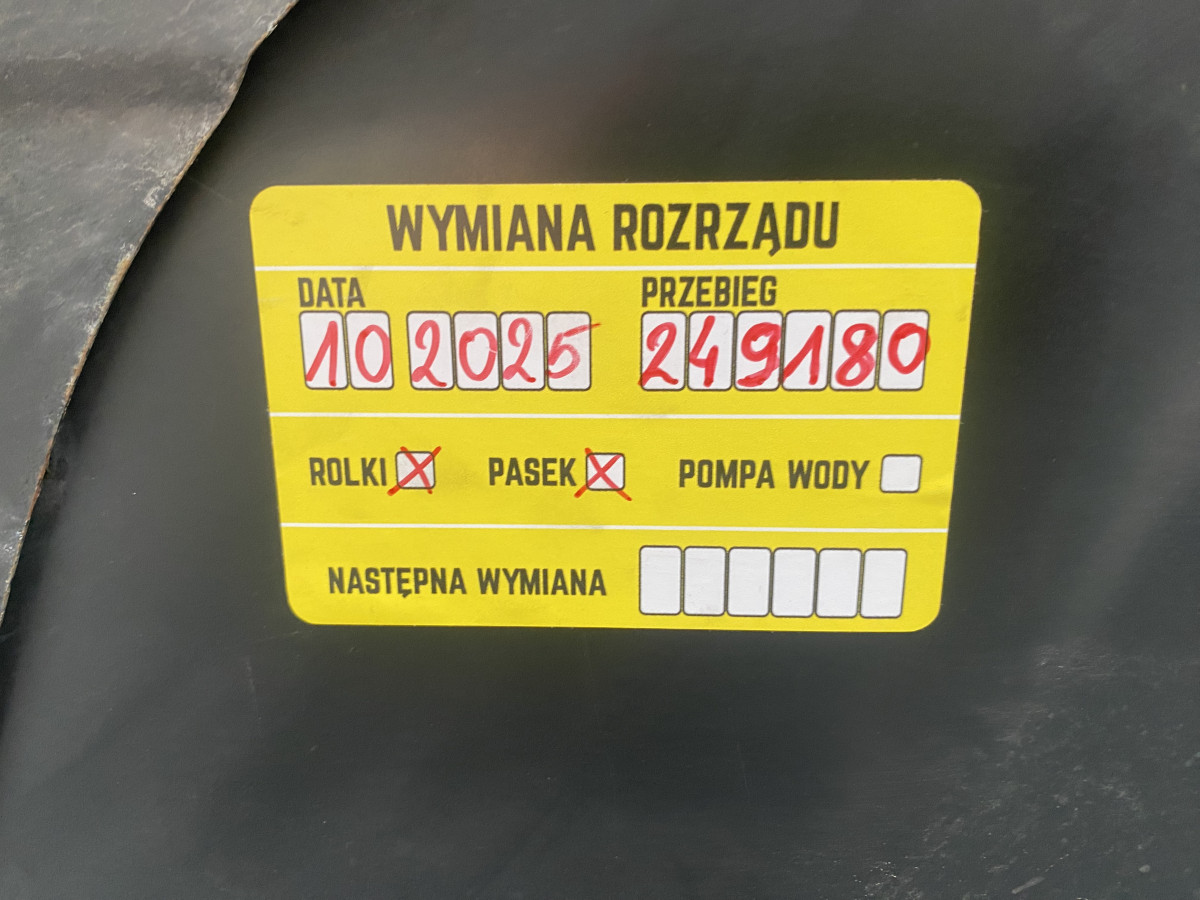 WYMIANA ROZRZĄDU
DATA PRZEBIEG
10 2025 249180
ROLKI X PASEK X POMPA WODY
NASTĘPNA WYMIANA